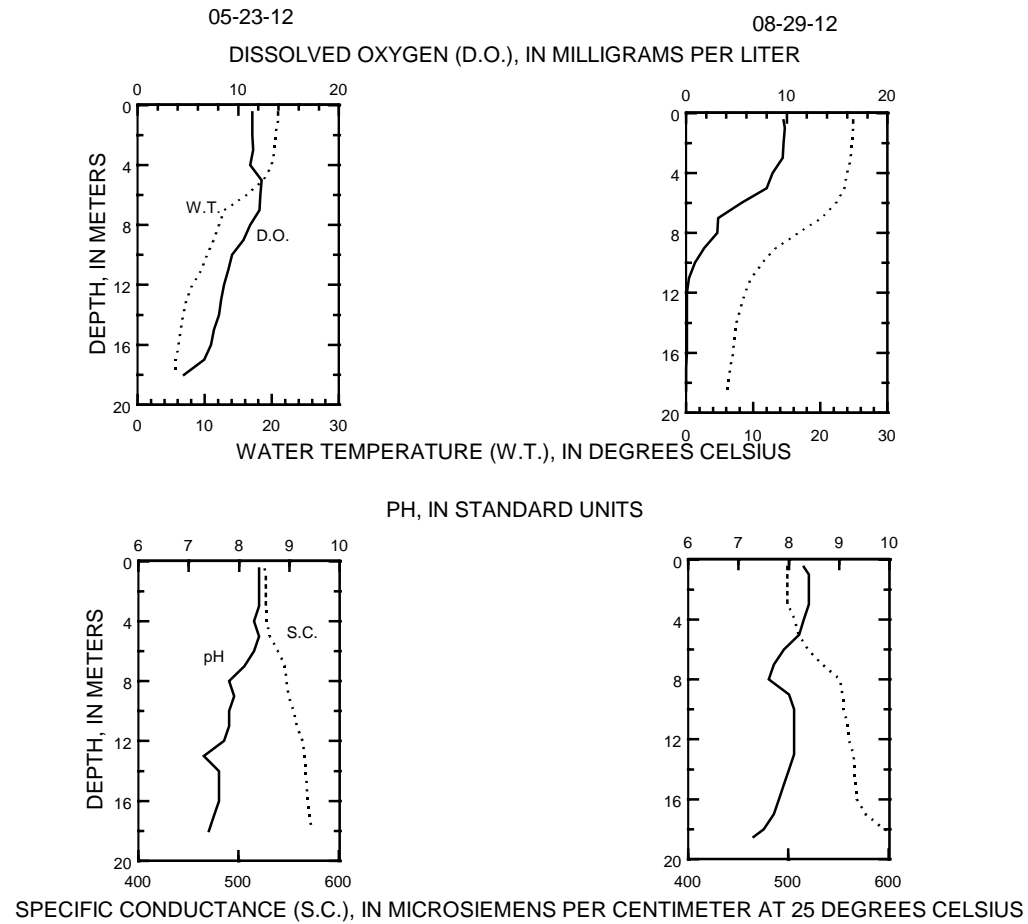 05-23-12 08-29-12
DISSOLVED OXYGEN (D.O.), IN MILLIGRAMS PER LITER
0 10 20 0 10 20
0 0
4 4
W.T.
8 8
D.O.
12 12
16 16
20 20
DEPTH, IN METERS
0 10 20 30 0 10 20 30
WATER TEMPERATURE (W.T.), IN DEGREES CELSIUS
PH, IN STANDARD UNITS
6 7 8 9 10 6 7 8 9 10
0 0
4 4
S.C.
pH
8 8
12 12
16 16
20 20
DEPTH, IN METERS
400 500 600 400 500 600
SPECIFIC CONDUCTANCE (S.C.), IN MICROSIEMENS PER CENTIMETER AT 25 DEGREES CELSIUS